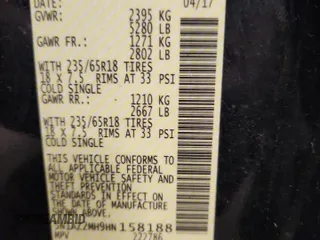 DATE: 04/17
GVWR: 2395 KG
5280 LB
GAWR FR.: 1271 KG
2802 LB
WITH 235/65R18 TIRES
18 X 7.5 RIMS AT 33 PSI
COLD SINGLE
GAWR RR.: 1210 KG
2667 LB
WITH 235/65R18 TIRES
18 X 7.5 RIMS AT 33 PSI
COLD SINGLE
THIS VEHICLE CONFORMS TO
ALL APPLICABLE FEDERAL
MOTOR VEHICLE SAFETY AND
THEFT PREVENTION
STANDARDS IN EFFECT ON
THE DATE OF MANUFACTURE
SHOWN ABOVE.
5N1AZ2MH9HN158188
MPV 222786